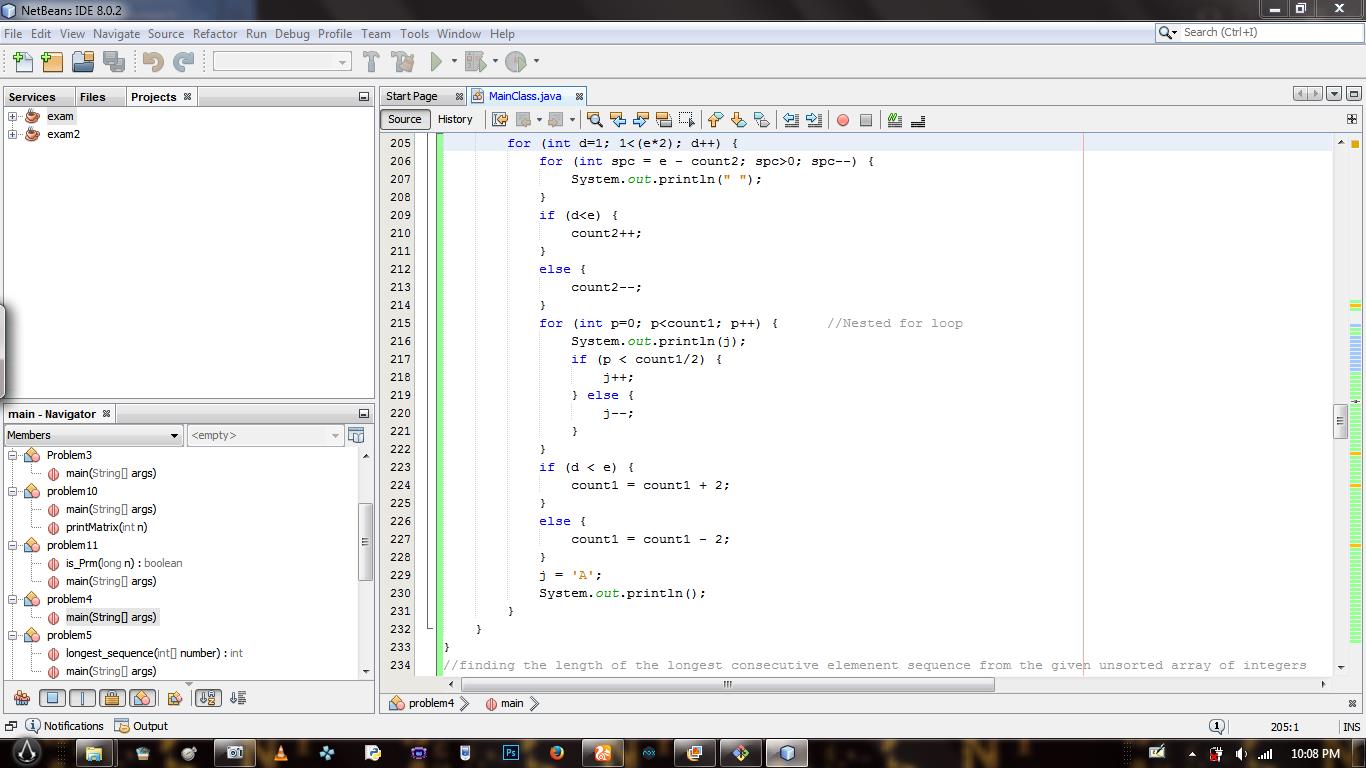 NetBeans IDE 8.0.2
File Edit View Navigate Source Refactor Run Debug Profile Team Tools Window Help
Search (Ctrl+I)
Services Files Projects
exam
exam2
Start Page MainClass.java
Source History
205 for (int d=1; 1<(e*2); d++) {
206 for (int spc = e - count2; spc>0; spc--) {
207 System.out.println(" ");
208 }
209 if (d<e) {
210 count2++;
211 }
212 else {
213 count2--;
214 }
215 for (int p=0; p<count1; p++) { //Nested for loop
216 System.out.println(j);
217 if (p < count1/2) {
218 j++;
219 } else {
220 j--;
221 }
222 }
223 if (d < e) {
224 count1 = count1 + 2;
225 }
226 else {
227 count1 = count1 - 2;
228 }
229 j = 'A';
230 System.out.println();
231 }
232 }
233 }
234 //finding the length of the longest consecutive elemenent sequence from the given unsorted array of integers
main - Navigator
Members <empty>
Problem3
main(String[] args)
problem10
main(String[] args)
printMatrix(int n)
problem11
is_Prm(long n) : boolean
main(String[] args)
problem4
main(String[] args)
problem5
longest_sequence(int[] number) : int
main(String[] args)
problem4 main
Notifications Output
1 205:1 INS
Ps
10:08 PM